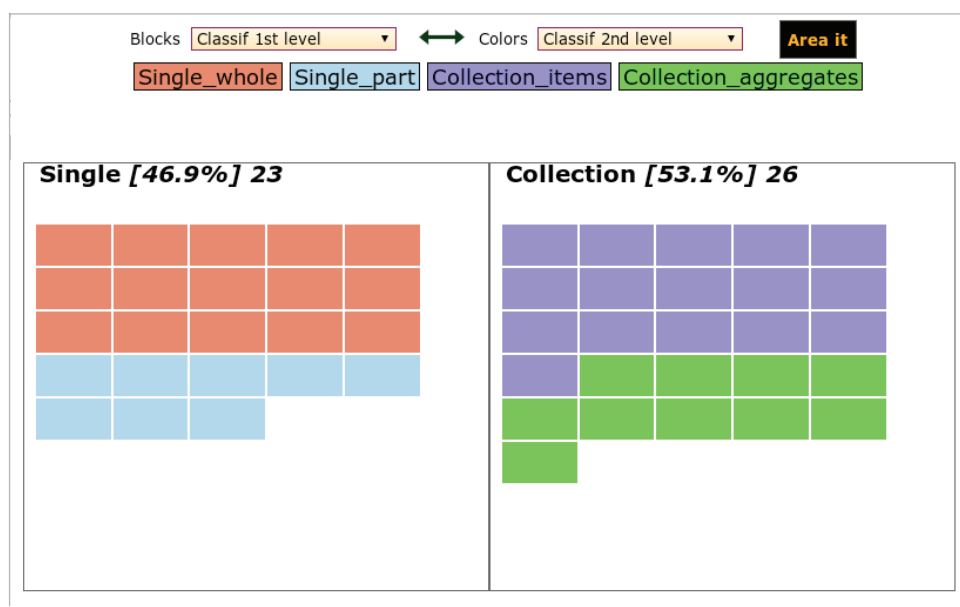 Blocks Classif 1st level Colors Classif 2nd level Area it
Single_whole Single_part Collection_items Collection_aggregates
Single [46.9%] 23 Collection [53.1%] 26